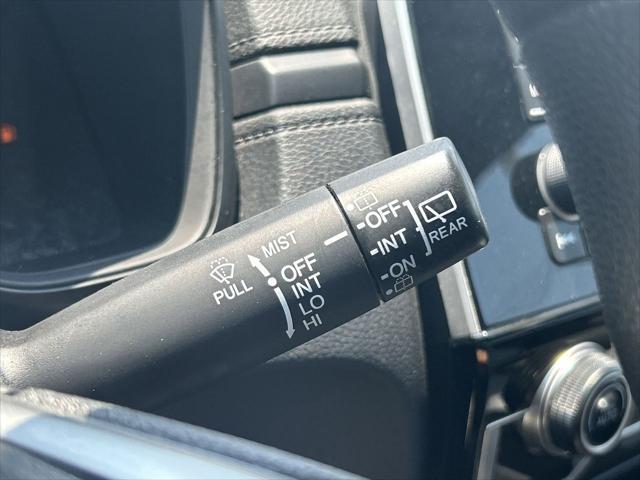 MIST
PULL
OFF
INT
LO
HI
OFF
INT
ON
REAR